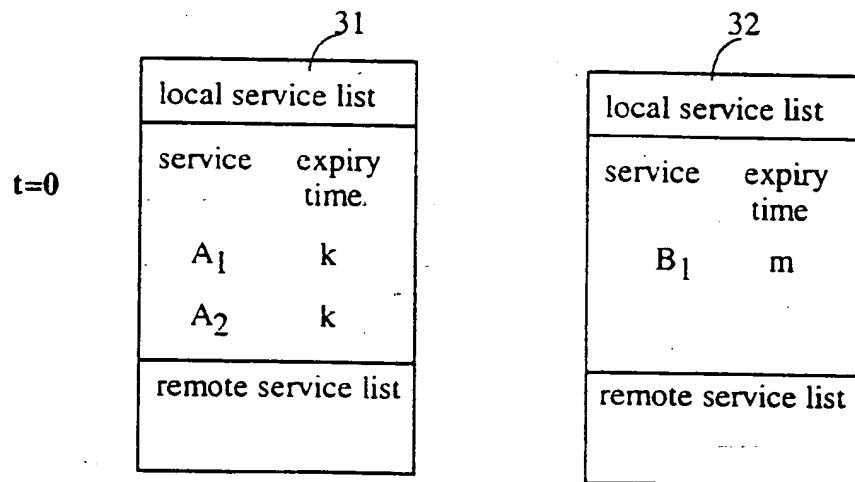 31
local service list
t=0
service expiry
time.
A1 k
A2 k
remote service list
32
local service list
service expiry
time
B1 m
remote service list